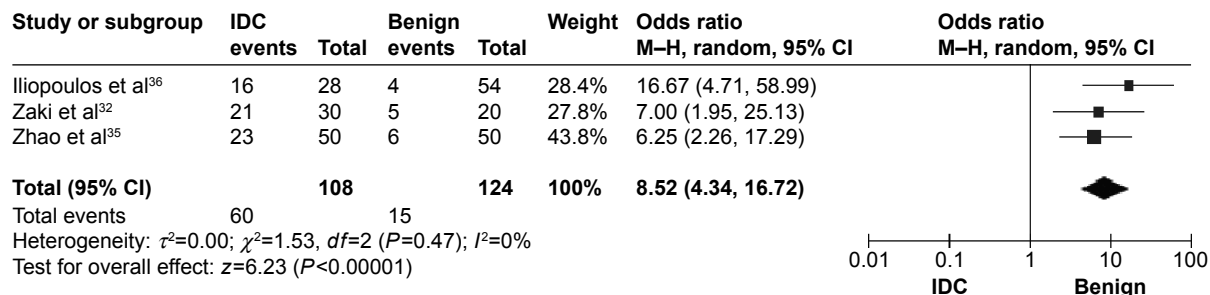 Study or subgroup IDC Benign Weight Odds ratio Odds ratio
events Total events Total M–H, random, 95% CI M–H, random, 95% CI
Iliopoulos et al³⁶ 16 28 4 54 28.4% 16.67 (4.71, 58.99)
Zaki et al³² 21 30 5 20 27.8% 7.00 (1.95, 25.13)
Zhao et al³⁵ 23 50 6 50 43.8% 6.25 (2.26, 17.29)
Total (95% CI) 108 124 100% 8.52 (4.34, 16.72)
Total events 60 15
Heterogeneity: τ²=0.00; χ²=1.53, df=2 (P=0.47); I²=0%
Test for overall effect: z=6.23 (P<0.00001)
0.01 0.1 1 10 100
IDC Benign